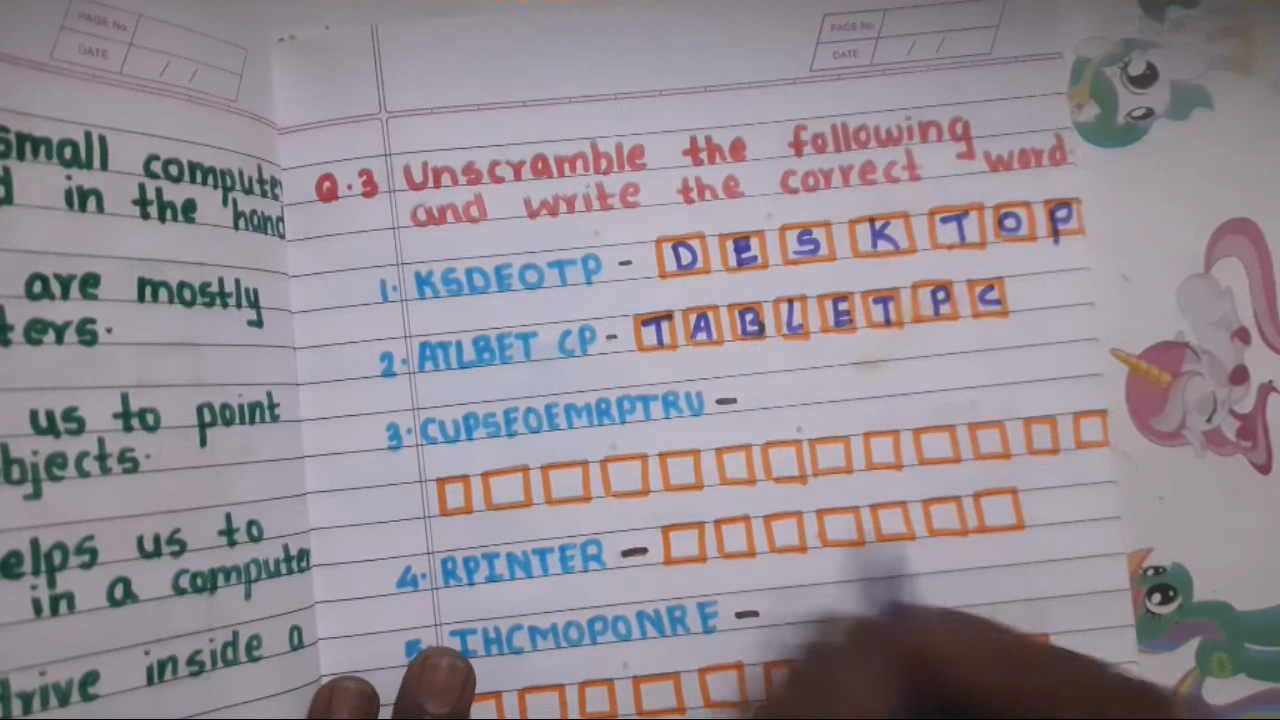 PAGE No.
DATE / /
small compute
d in the hand
are mostly
ters.
us to point
bjects.
elps us to
in a computer
drive inside a
PAGE No.
DATE / /
Q.3 Unscramble the following
and write the correct word.
1. KSDEOTP - DESKTOP
2. ATLBET CP - TABLET PC
3. CUPSEOEMRPTRU -
4. RPINTER -
5. IHCMOPONRE -